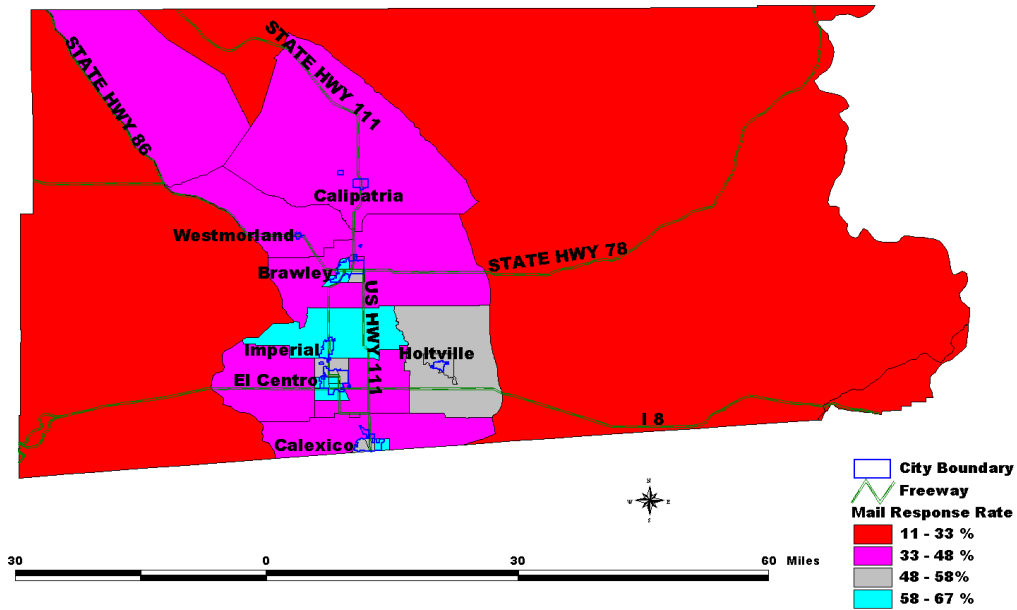 STATE HWY 86
STATE HWY 111
Calipatria
Westmorland
STATE HWY 78
Brawley
US HWY 111
Imperial
Holtville
El Centro
I 8
Calexico
City Boundary
Freeway
Mail Response Rate
11 - 33 %
33 - 48 %
48 - 58%
58 - 67 %
N
S
30 0 30 60 Miles